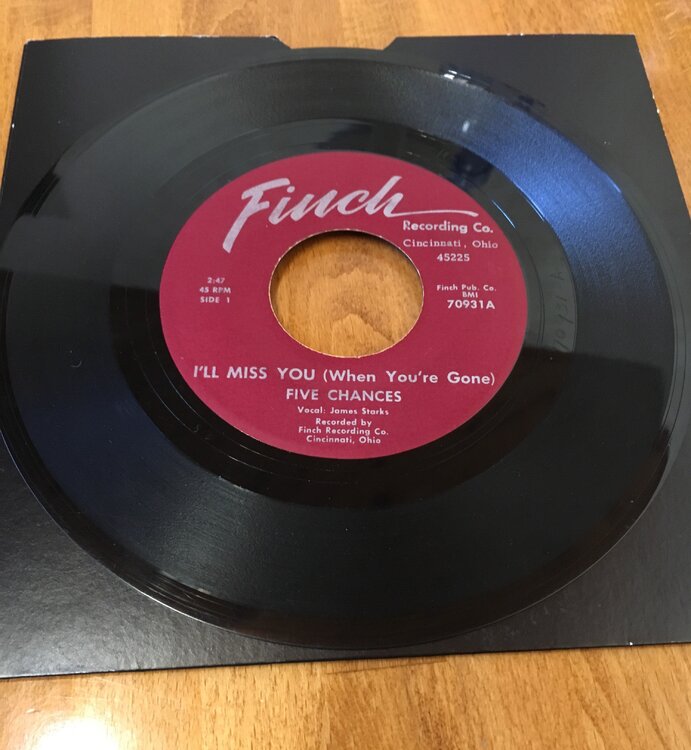 Finch
Recording Co.
Cincinnati, Ohio
45225
2:47
45 RPM
SIDE 1
Finch Pub. Co.
BMI
70931A
I'LL MISS YOU (When You're Gone)
FIVE CHANCES
Vocal: James Starks
Recorded by
Finch Recording Co.
Cincinnati, Ohio